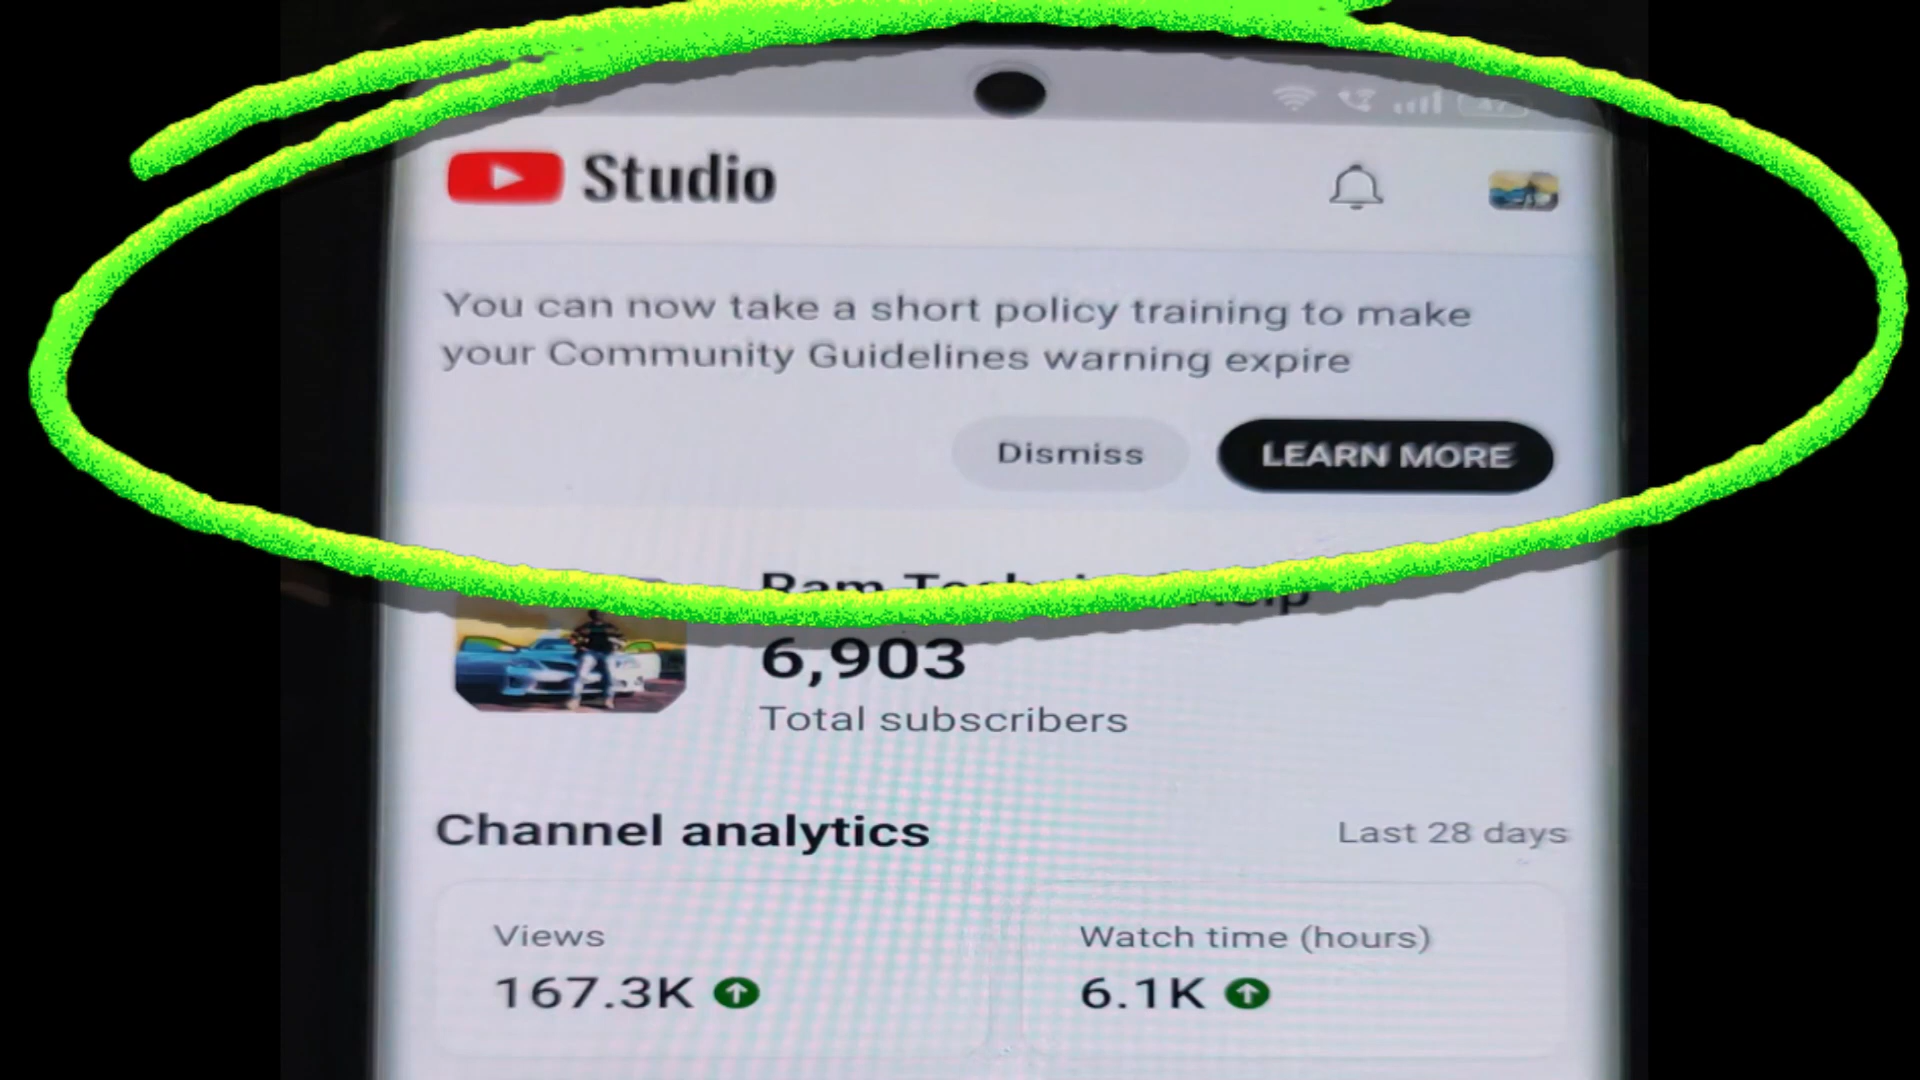 Studio
You can now take a short policy training to make
your Community Guidelines warning expire
Dismiss
LEARN MORE
Ram
6,903
Total subscribers
Channel analytics
Last 28 days
Views
Watch time (hours)
167.3K
6.1K